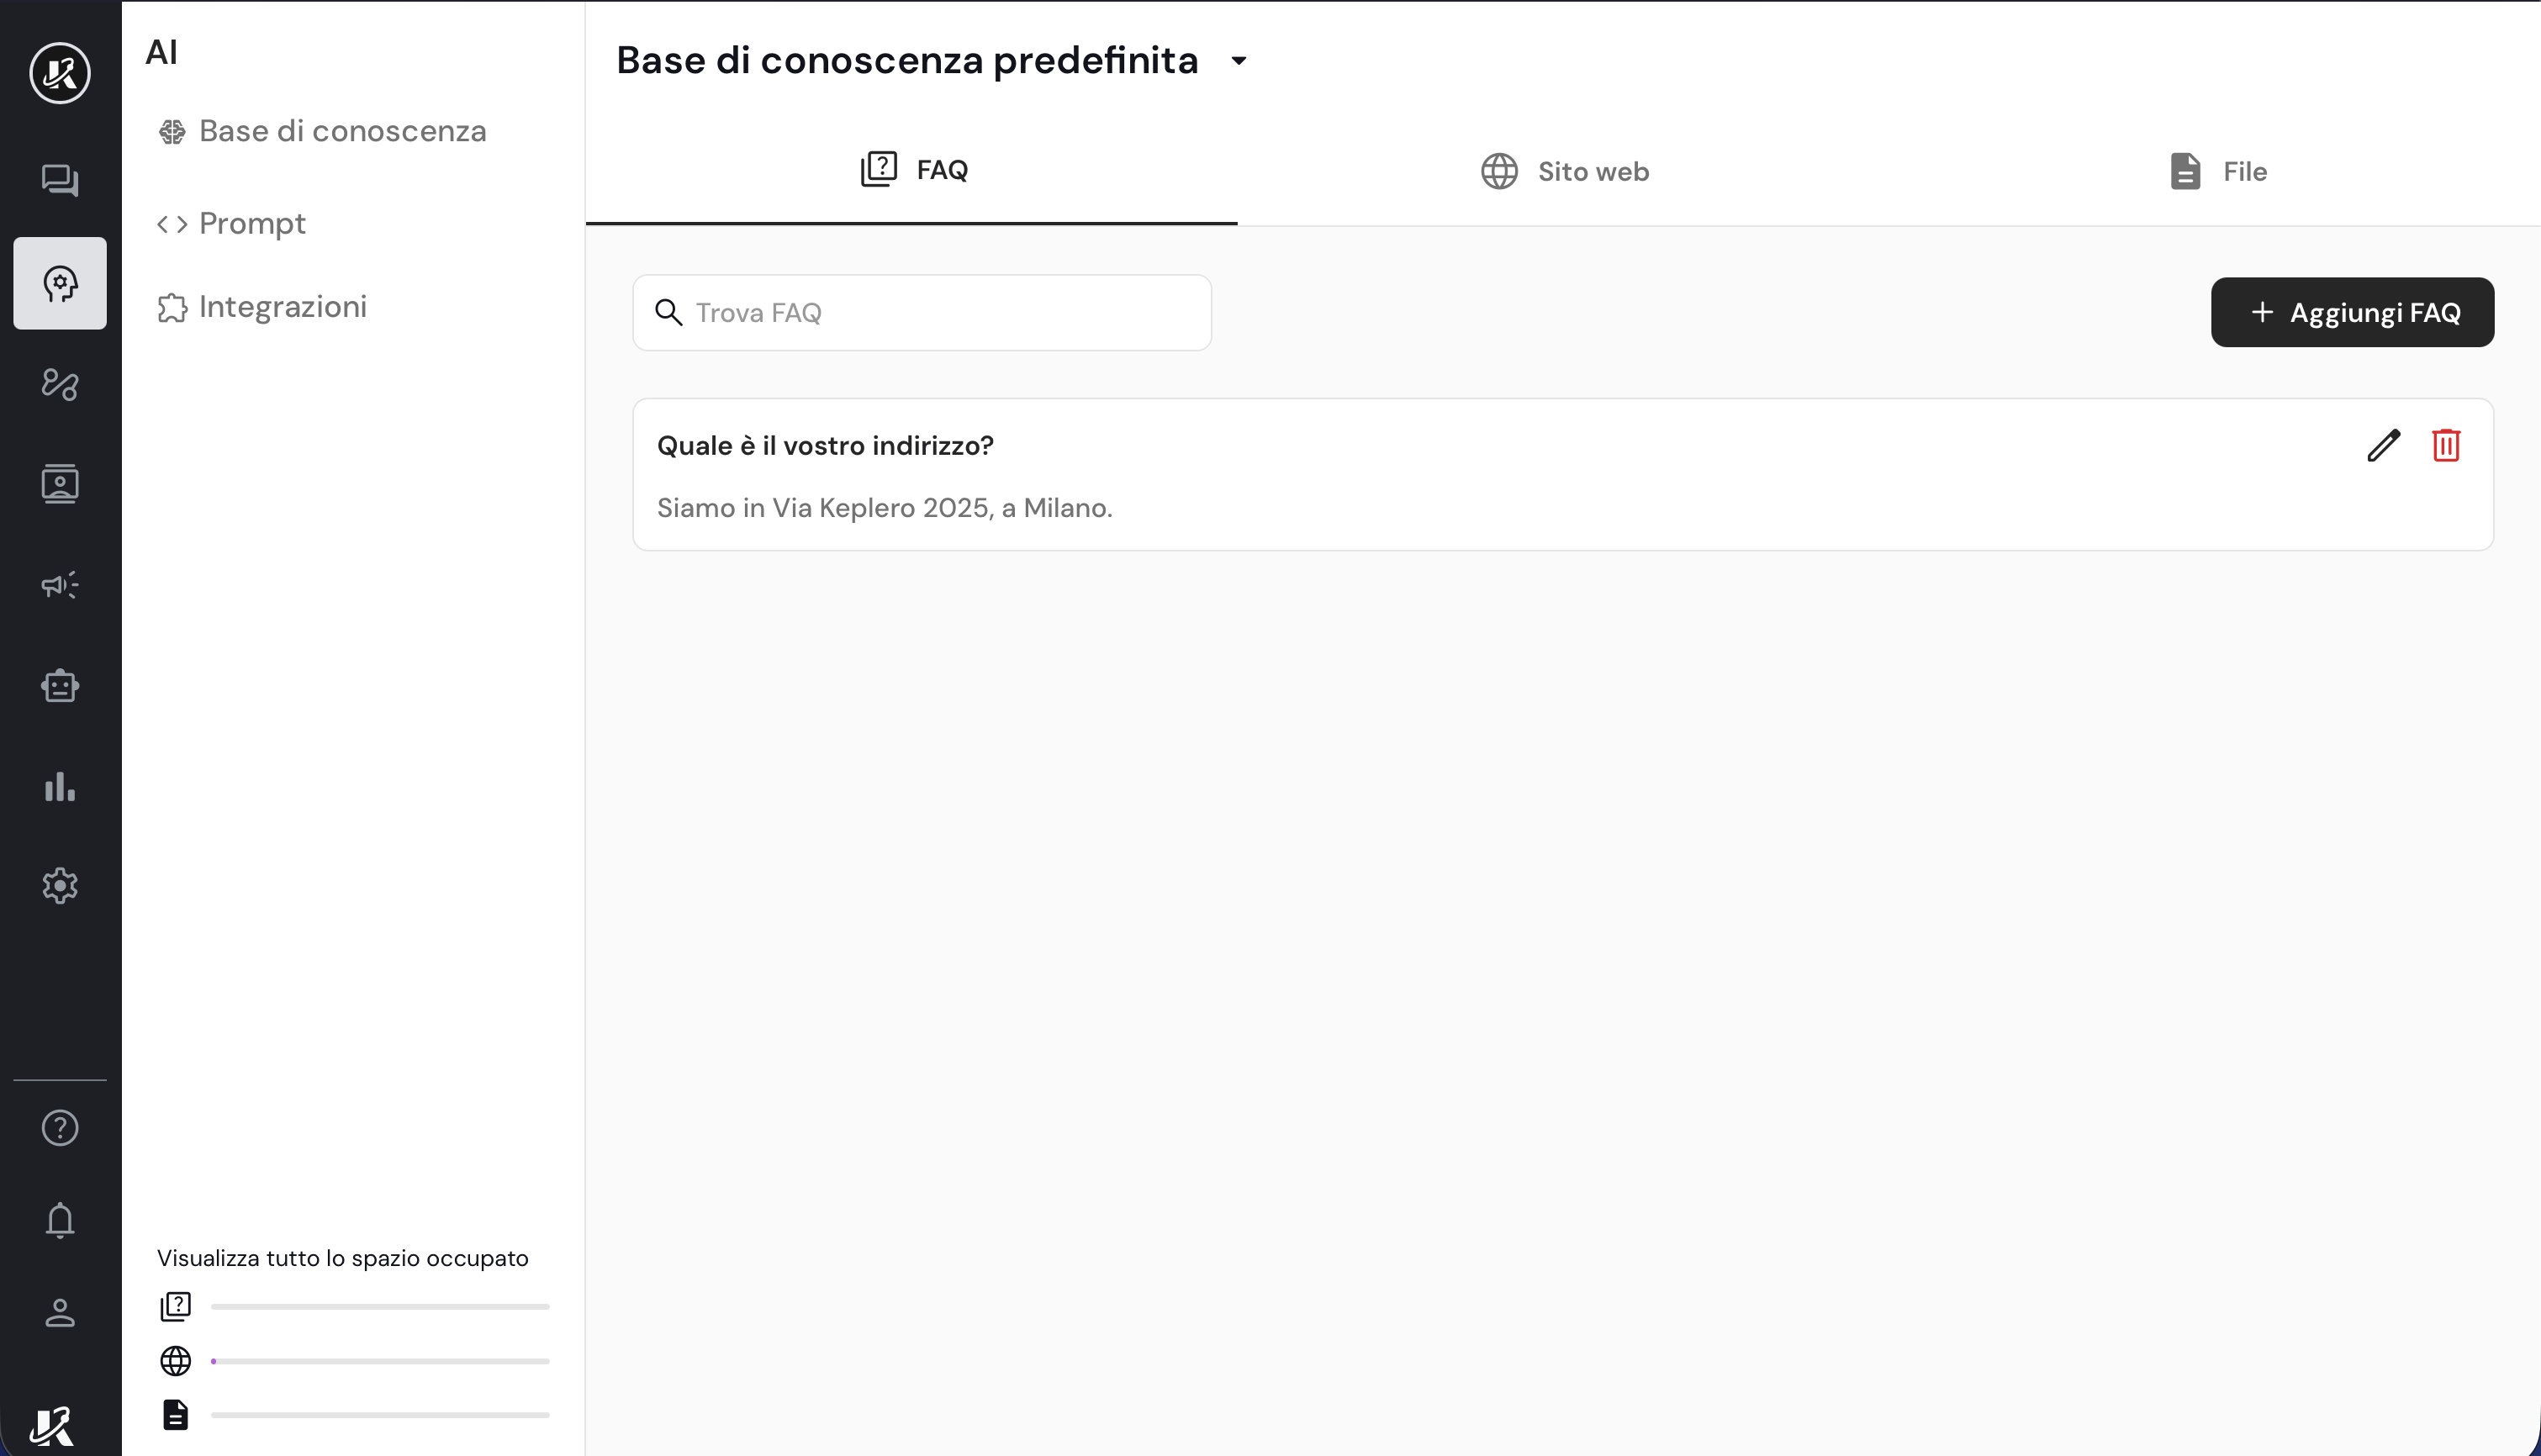 AI
Base di conoscenza
Prompt
Integrazioni
Visualizza tutto lo spazio occupato
Base di conoscenza predefinita
FAQ
Sito web
File
Trova FAQ
+ Aggiungi FAQ
Quale è il vostro indirizzo?
Siamo in Via Keplero 2025, a Milano.